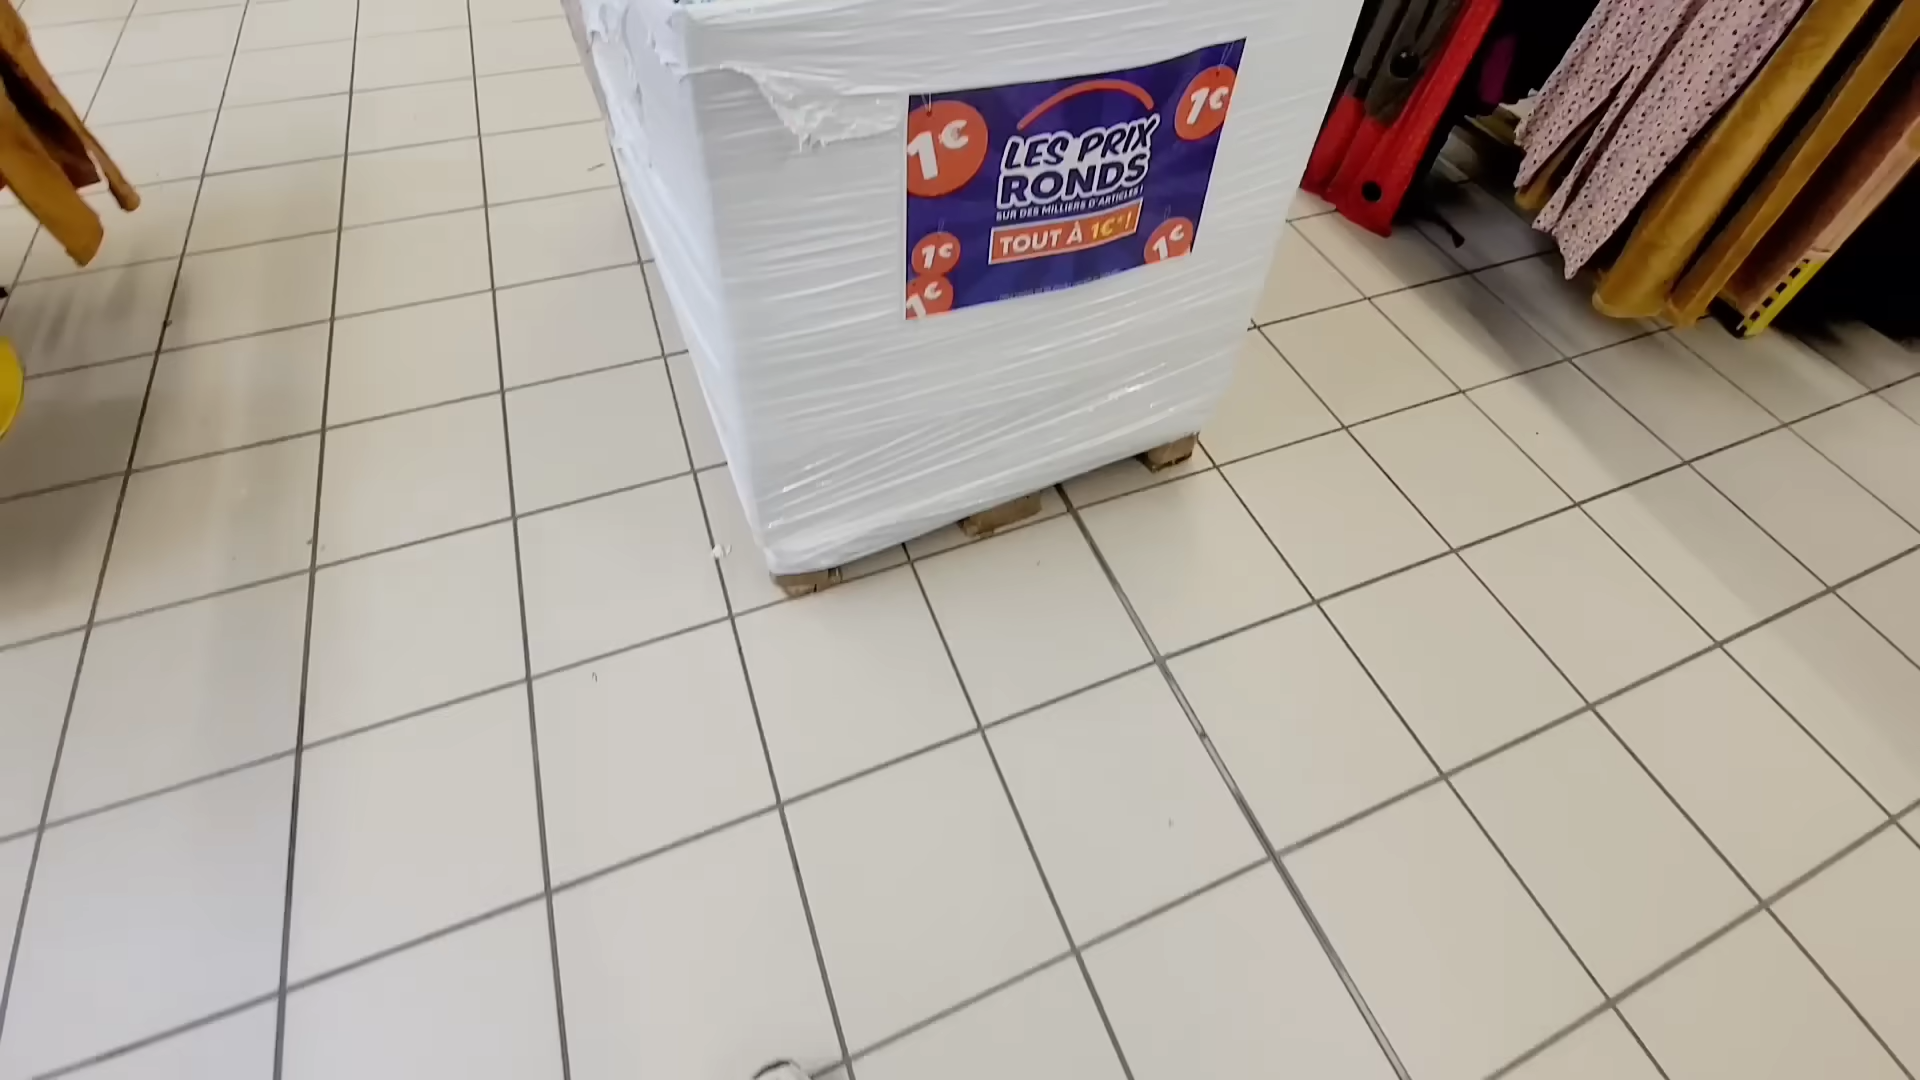 1€
1€
LES PRIX
RONDS
SUR DES MILLIERS D'ARTICLES !
TOUT À 1€* !
1€
1€
1€